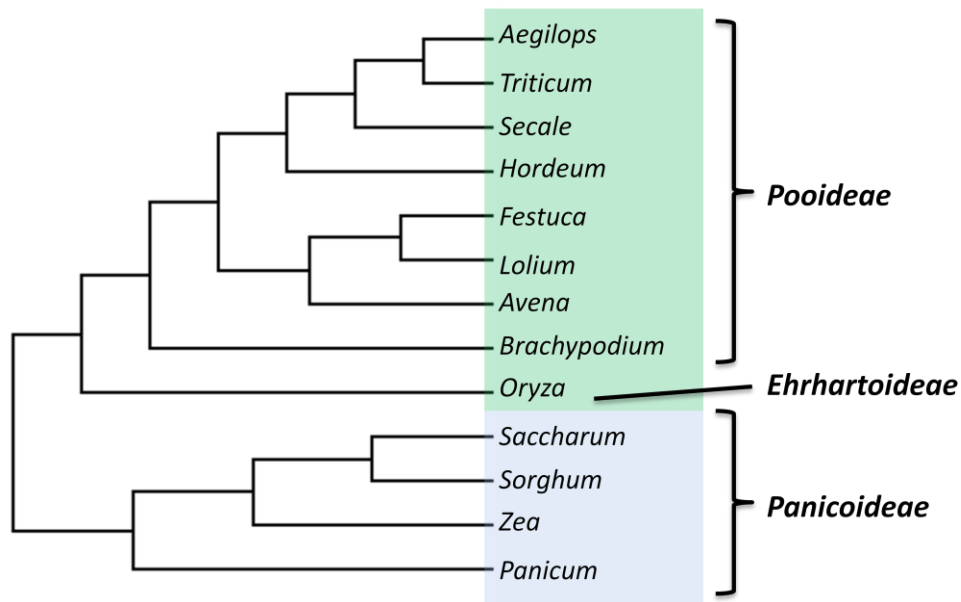 Aegilops
Triticum
Secale
Hordeum
Festuca
Lolium
Avena
Brachypodium
Oryza
Saccharum
Sorghum
Zea
Panicum
Pooideae
Ehrhartoideae
Panicoideae